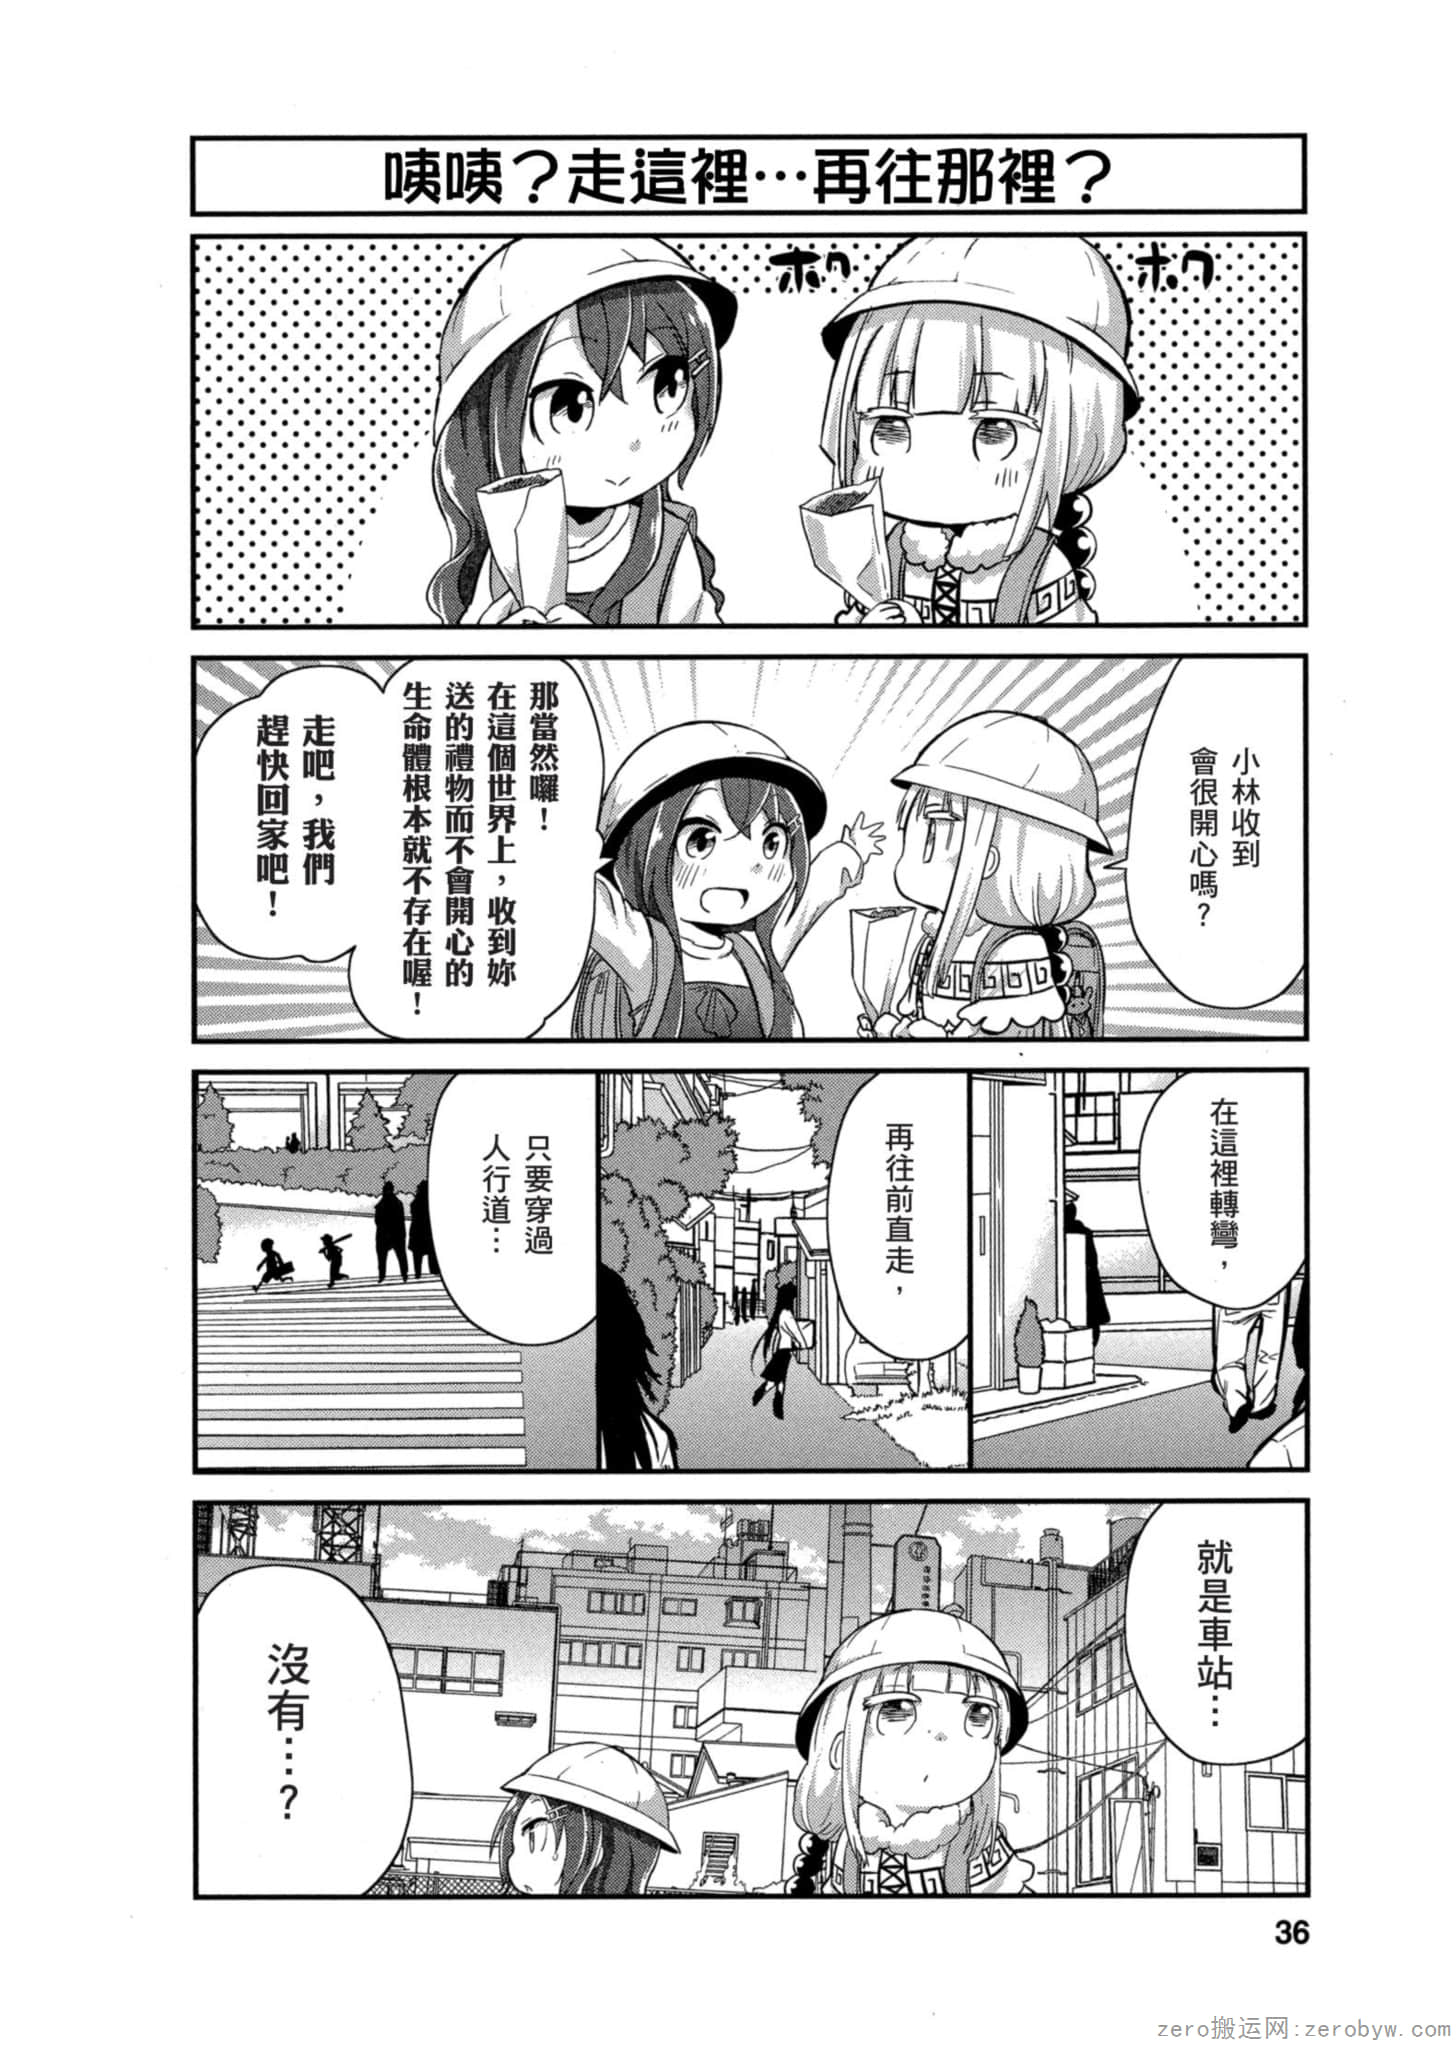 咦咦？走這裡…再往那裡？
ホク
ホク
小林收到
會很開心嗎？
那當然囉！
在這個世界上，收到妳
送的禮物而不會開心的
生命體根本就不存在喔！
走吧，我們
趕快回家吧！
在這裡轉彎，
再往前直走，
只要穿過
人行道…
就是車站…
沒有…？
36
zero搬运网:zerobyw.com